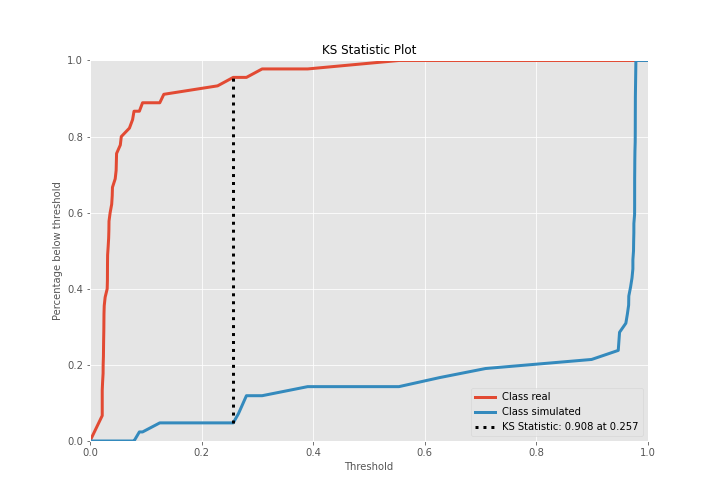 KS Statistic Plot
1.0
0.8
0.6
0.4
0.2
0.0
Percentage below threshold
Class real
Class simulated
KS Statistic: 0.908 at 0.257
0.0 0.2 0.4 0.6 0.8 1.0
Threshold